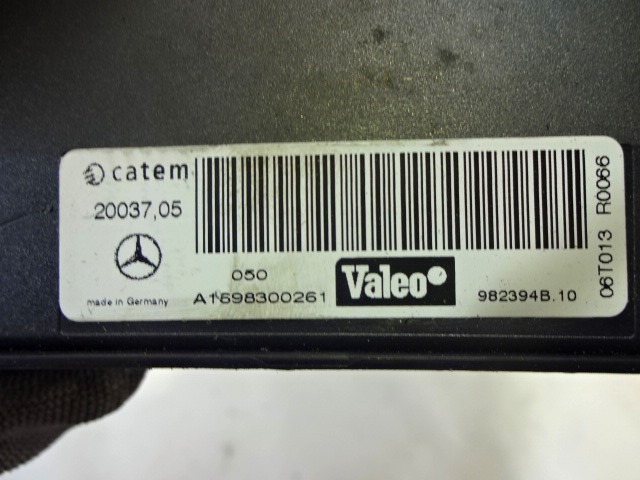 catem
20037,05
050
made in Germany
A1698300261
Valeo
982394B.10
06T013 R0066